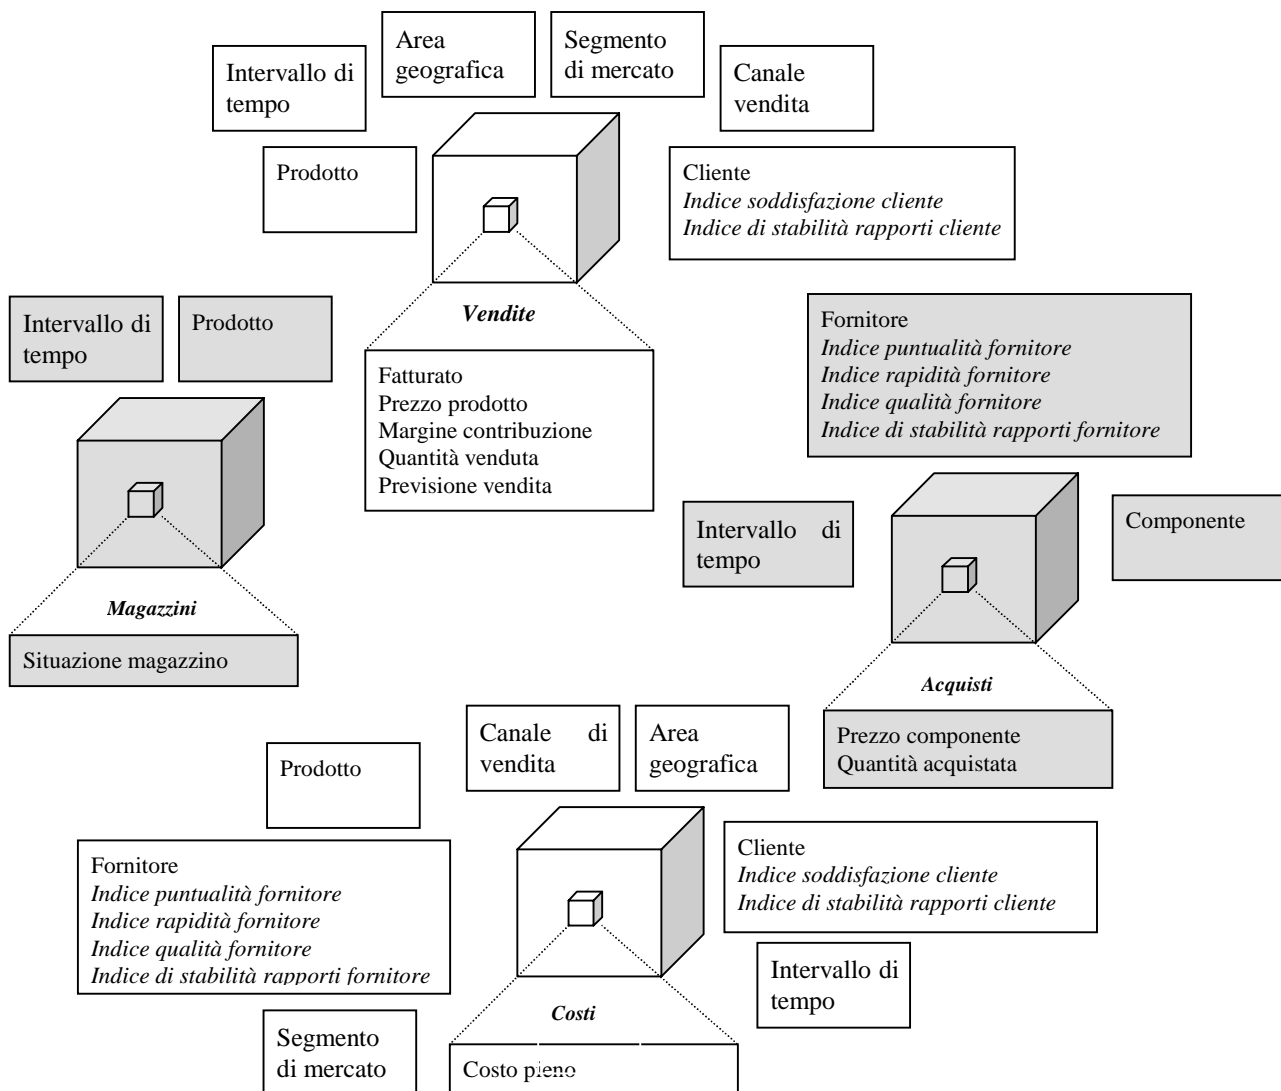 Area
geografica
Segmento
di mercato
Intervallo di
tempo
Canale
vendita
Prodotto
Cliente
Indice soddisfazione cliente
Indice di stabilità rapporti cliente
Vendite
Fatturato
Prezzo prodotto
Margine contribuzione
Quantità venduta
Previsione vendita
Intervallo di
tempo
Prodotto
Magazzini
Situazione magazzino
Fornitore
Indice puntualità fornitore
Indice rapidità fornitore
Indice qualità fornitore
Indice di stabilità rapporti fornitore
Intervallo di
tempo
Componente
Acquisti
Prezzo componente
Quantità acquistata
Canale di
vendita
Area
geografica
Prodotto
Fornitore
Indice puntualità fornitore
Indice rapidità fornitore
Indice qualità fornitore
Indice di stabilità rapporti fornitore
Cliente
Indice soddisfazione cliente
Indice di stabilità rapporti cliente
Intervallo di
tempo
Segmento
di mercato
Costi
Costo pieno